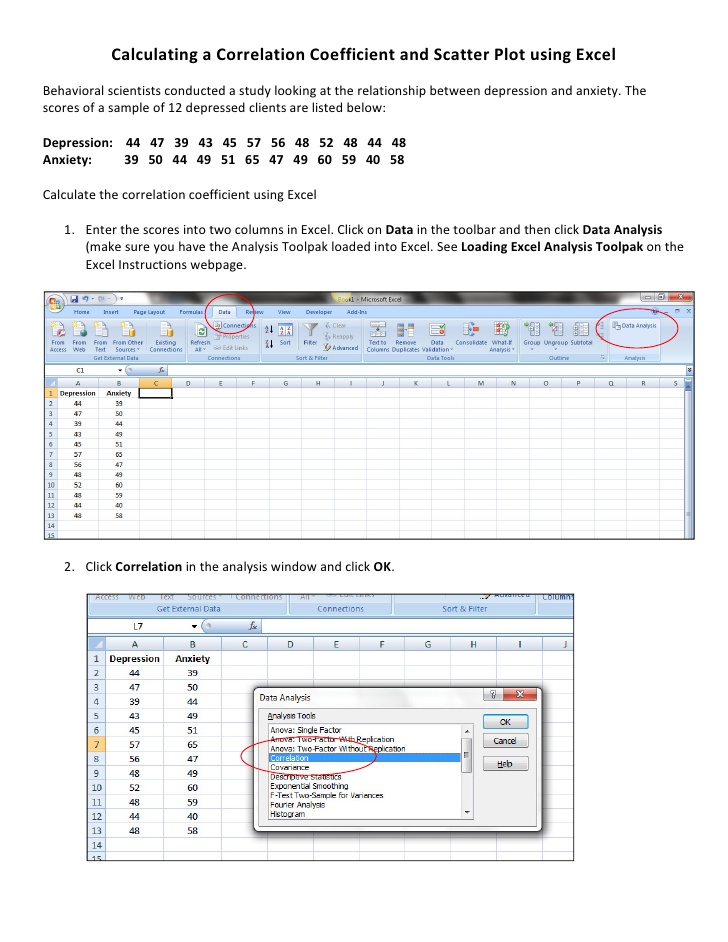 Calculating a Correlation Coefficient and Scatter Plot using Excel
Behavioral scientists conducted a study looking at the relationship between depression and anxiety. The
scores of a sample of 12 depressed clients are listed below:
Depression: 44 47 39 43 45 57 56 48 52 48 44 48
Anxiety: 39 50 44 49 51 65 47 49 60 59 40 58
Calculate the correlation coefficient using Excel
1. Enter the scores into two columns in Excel. Click on Data in the toolbar and then click Data Analysis
(make sure you have the Analysis Toolpak loaded into Excel. See Loading Excel Analysis Toolpak on the
Excel Instructions webpage.
Book1 - Microsoft Excel
Home Insert Page Layout Formulas Data Review View Developer Add-Ins
Connections Clear Data Analysis
Properties Reapply
Edit Links Advanced
From Access From Web From Text From Other Sources Existing Connections Refresh All Sort Filter Text to Columns Remove Duplicates Data Validation Consolidate What-If Analysis Group Ungroup Subtotal
Get External Data Connections Sort & Filter Data Tools Outline Analysis
C1 fx
A B C D E F G H I J K L M N O P Q R S
1 Depression Anxiety
2 44 39
3 47 50
4 39 44
5 43 49
6 45 51
7 57 65
8 56 47
9 48 49
10 52 60
11 48 59
12 44 40
13 48 58
14
15
2. Click Correlation in the analysis window and click OK.
Access Web Text Sources Connections All Edit Links Advanced Columns
Get External Data Connections Sort & Filter
L7 fx
A B C D E F G H I J
1 Depression Anxiety
2 44 39
3 47 50
4 39 44
5 43 49
6 45 51
7 57 65
8 56 47
9 48 49
10 52 60
11 48 59
12 44 40
13 48 58
14
15
Data Analysis ?
Analysis Tools
OK
Cancel
Help
Anova: Single Factor
Anova: Two-Factor With Replication
Anova: Two-Factor Without Replication
Correlation
Covariance
Descriptive Statistics
Exponential Smoothing
F-Test Two-Sample for Variances
Fourier Analysis
Histogram